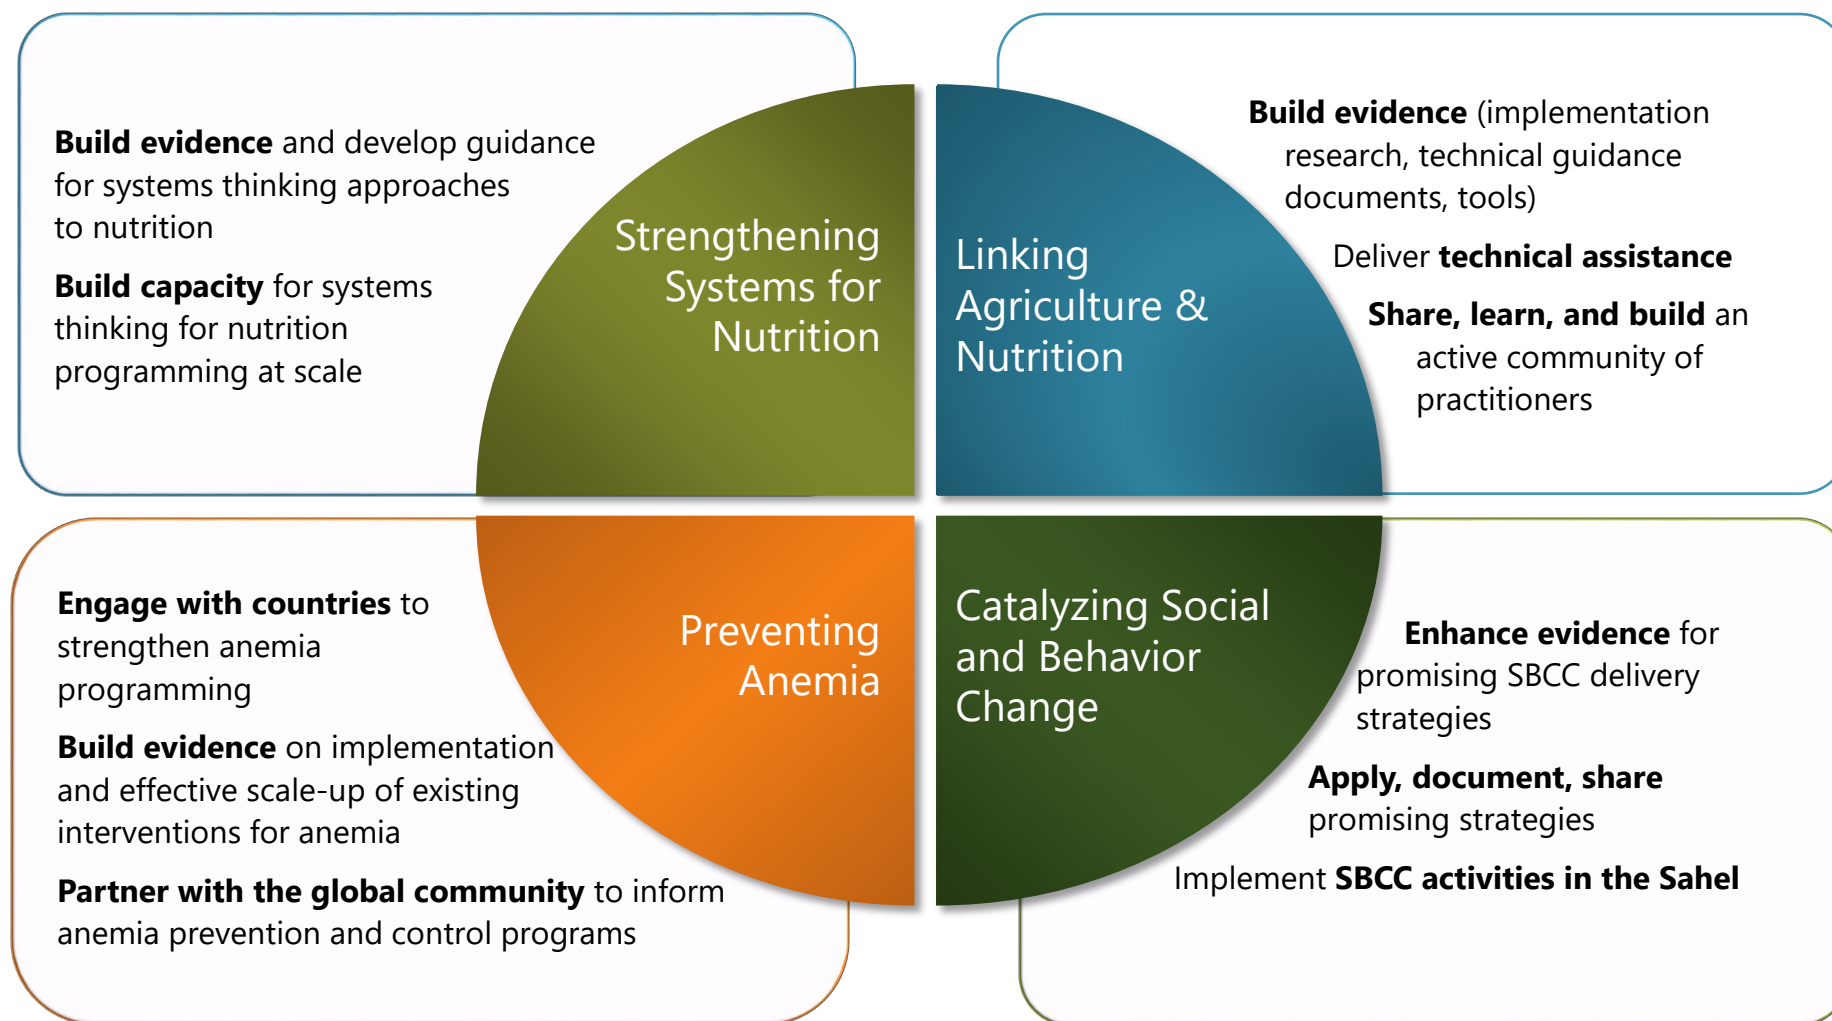 Build evidence and develop guidance
for systems thinking approaches
to nutrition
Build capacity for systems
thinking for nutrition
programming at scale
Strengthening
Systems for
Nutrition
Linking
Agriculture &
Nutrition
Build evidence (implementation
research, technical guidance
documents, tools)
Deliver technical assistance
Share, learn, and build an
active community of
practitioners
Engage with countries to
strengthen anemia
programming
Build evidence on implementation
and effective scale-up of existing
interventions for anemia
Partner with the global community to inform
anemia prevention and control programs
Preventing
Anemia
Catalyzing Social
and Behavior
Change
Enhance evidence for
promising SBCC delivery
strategies
Apply, document, share
promising strategies
Implement SBCC activities in the Sahel